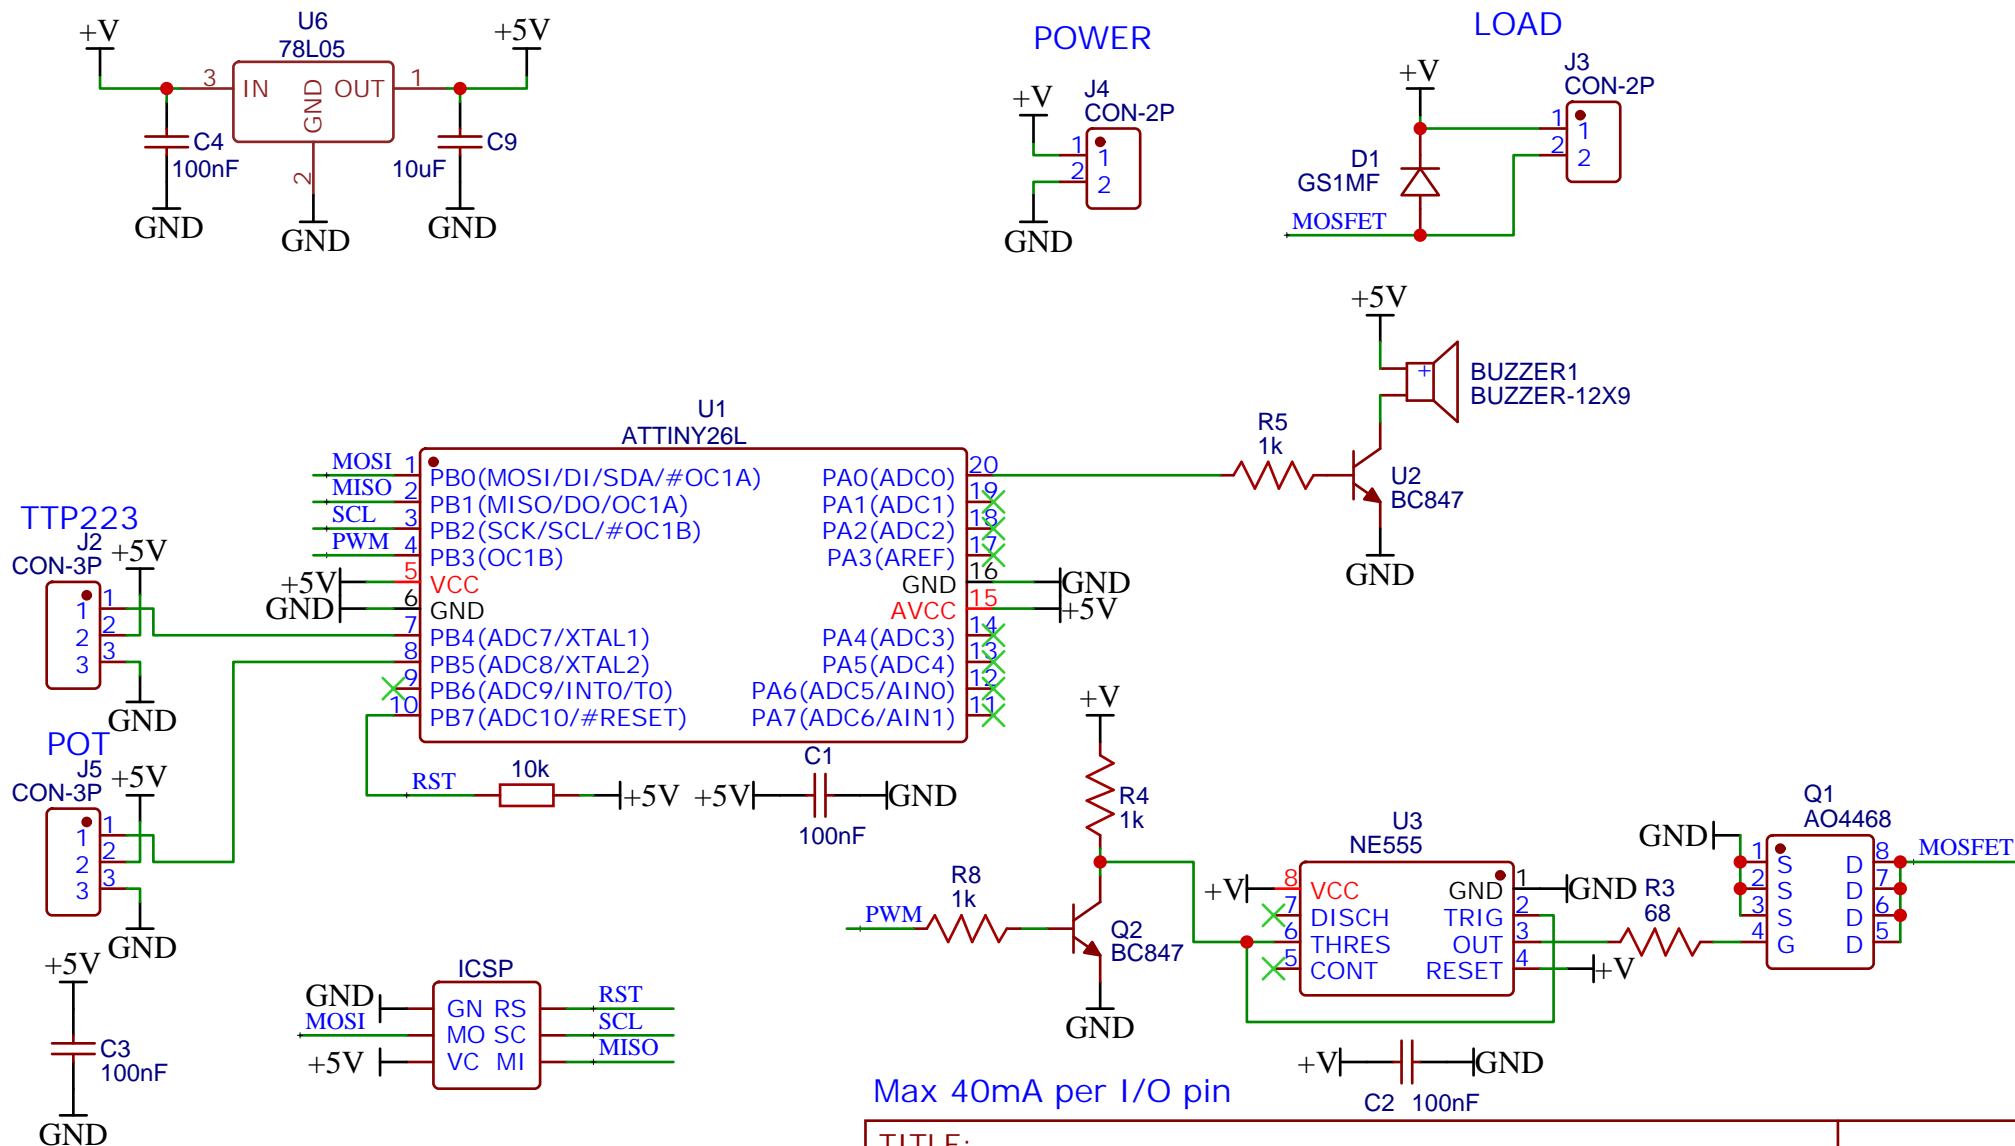 U6
78L05
+V
+5V
3
IN
GND
OUT
1
2
C4
100nF
C9
10uF
GND
GND
GND
POWER
J4
CON-2P
+V
1
1
2
2
GND
LOAD
J3
CON-2P
+V
1
1
2
2
D1
GS1MF
MOSFET
+5V
+
BUZZER1
BUZZER-12X9
R5
1k
U2
BC847
GND
U1
ATTINY26L
MOSI 1 PB0(MOSI/DI/SDA/#OC1A) PA0(ADC0) 20
MISO 2 PB1(MISO/DO/OC1A) PA1(ADC1) 19
SCL 3 PB2(SCK/SCL/#OC1B) PA2(ADC2) 18
PWM 4 PB3(OC1B) PA3(AREF) 17
+5V 5 VCC GND 16 GND
GND 6 GND AVCC 15 +5V
7 PB4(ADC7/XTAL1) PA4(ADC3) 14
8 PB5(ADC8/XTAL2) PA5(ADC4) 13
9 PB6(ADC9/INT0/T0) PA6(ADC5/AIN0) 12
10 PB7(ADC10/#RESET) PA7(ADC6/AIN1) 11
TTP223
J2
CON-3P
+5V
1 1
2 2
3 3
GND
POT
J5
CON-3P
+5V
1 1
2 2
3 3
GND
RST
10k
+5V
+5V
C1
100nF
GND
+5V
C3
100nF
GND
ICSP
GND GN RS RST
MOSI MO SC SCL
+5V VC MI MISO
+V
R4
1k
PWM
R8
1k
Q2
BC847
GND
U3
NE555
+V 8 VCC GND 1 GND
7 DISCH TRIG 2
6 THRES OUT 3
5 CONT RESET 4 +V
R3
68
Q1
AO4468
GND
1 S D 8 MOSFET
2 S D 7
3 S D 6
4 G D 5
+V
GND
C2 100nF
Max 40mA per I/O pin
TITLE: